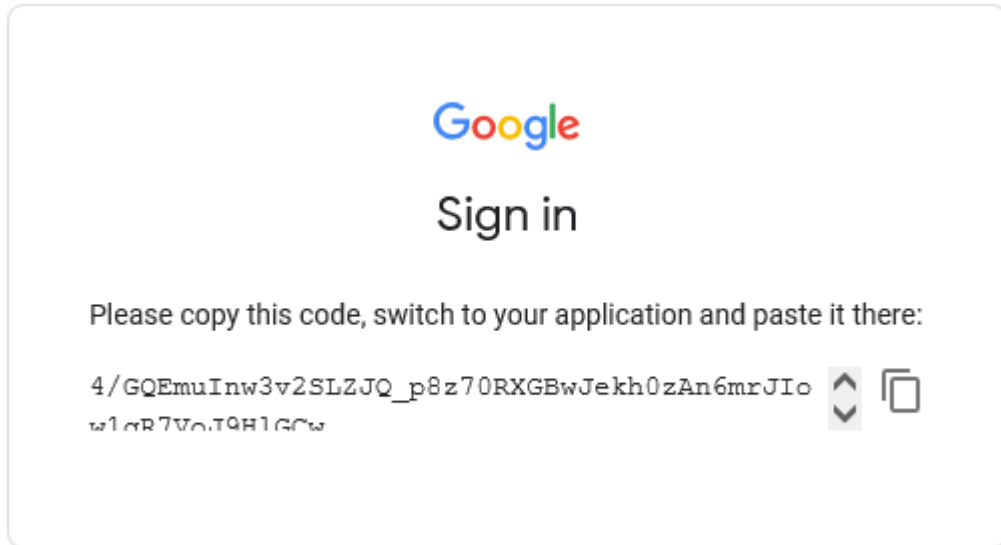 Google
Sign in
Please copy this code, switch to your application and paste it there:
4/GQEmuInw3v2SLZJQ_p8z70RXGBwJekh0zAn6mrJIo